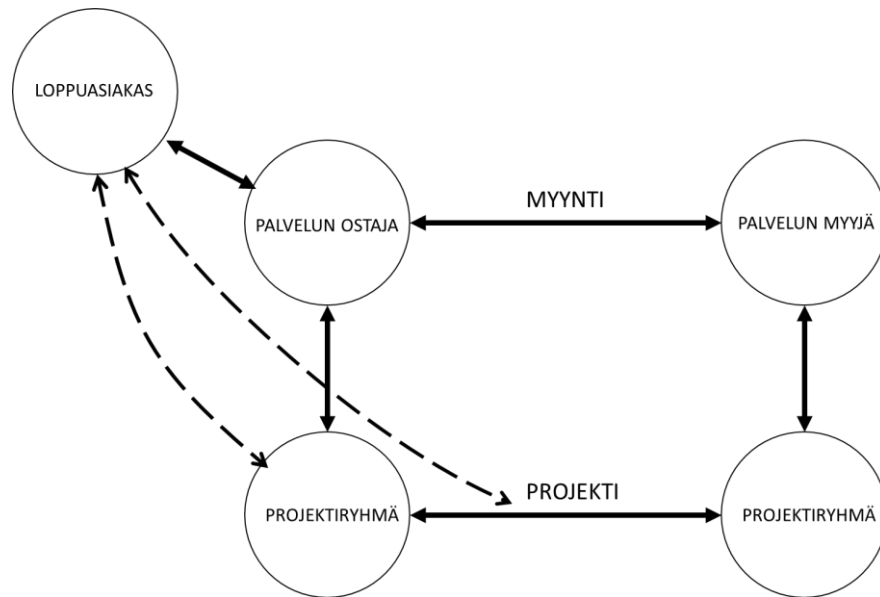 LOPPUASIAKAS
MYYNTI
PALVELUN OSTAJA
PALVELUN MYYJÄ
PROJEKTI
PROJEKTIRYHMÄ
PROJEKTIRYHMÄ